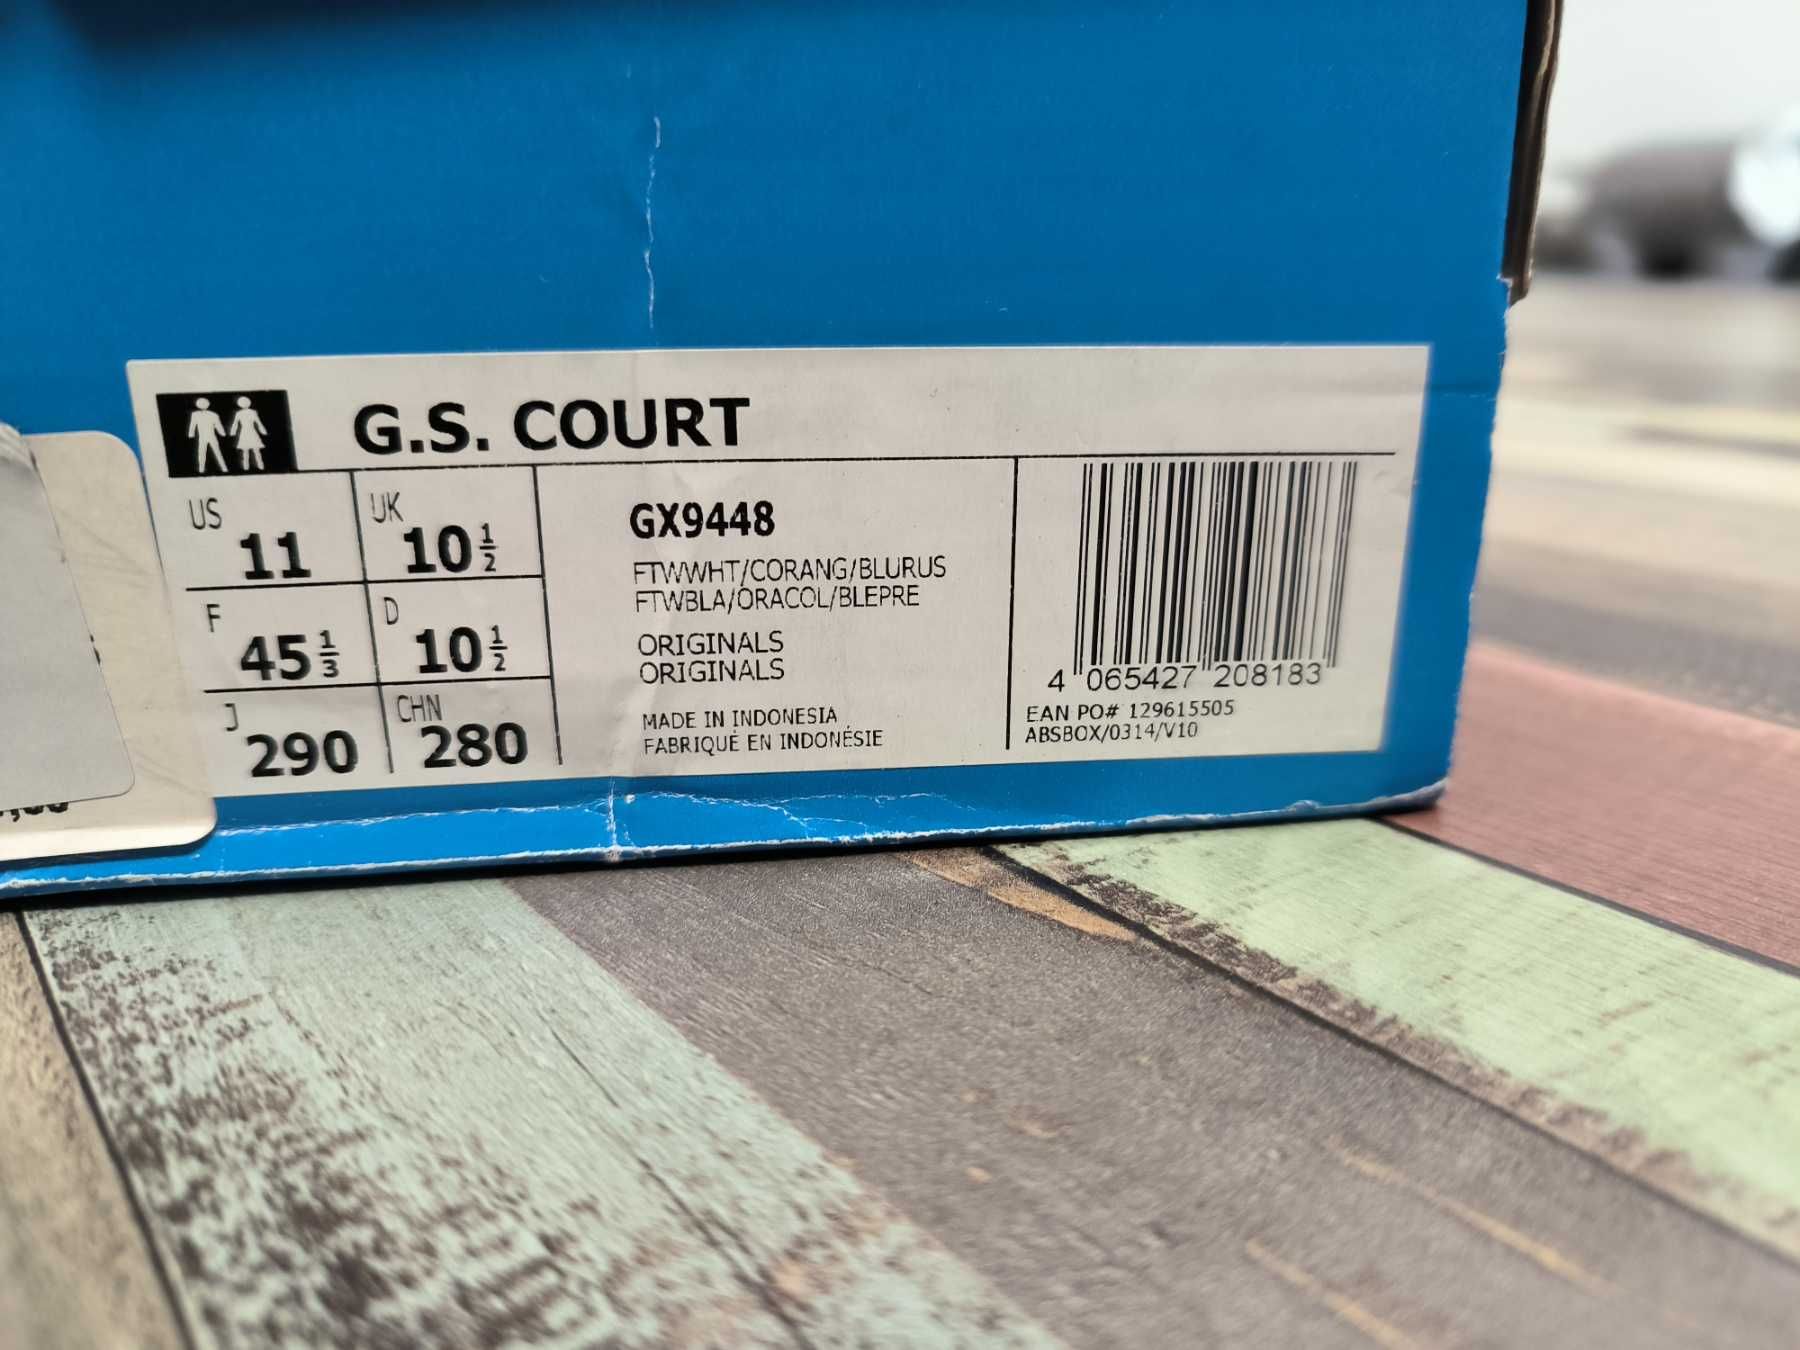 G.S. COURT
US 11 UK 10 1/2
F 45 1/3 D 10 1/2
J 290 CHN 280
GX9448
FTWWHT/CORANG/BLURUS
FTWBLA/ORACOL/BLEPRE
ORIGINALS
ORIGINALS
MADE IN INDONESIA
FABRIQUÉ EN INDONÉSIE
4 065427 208183
EAN PO# 129615505
ABSBOX/0314/V10